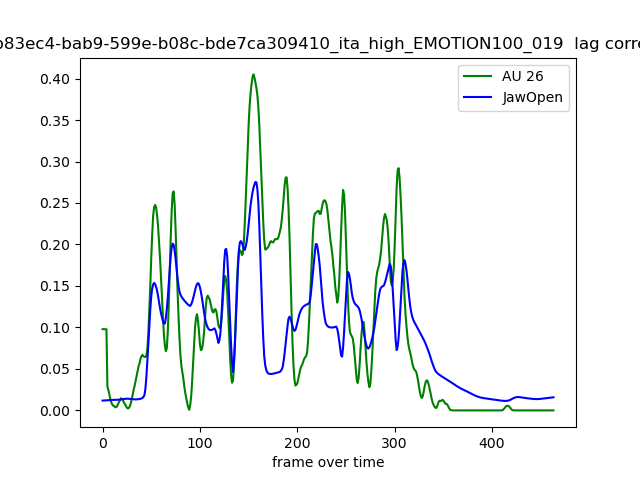 b83ec4-bab9-599e-b08c-bde7ca309410_ita_high_EMOTION100_019  lag corre
AU 26
JawOpen
0.40
0.35
0.30
0.25
0.20
0.15
0.10
0.05
0.00
0 100 200 300 400
frame over time